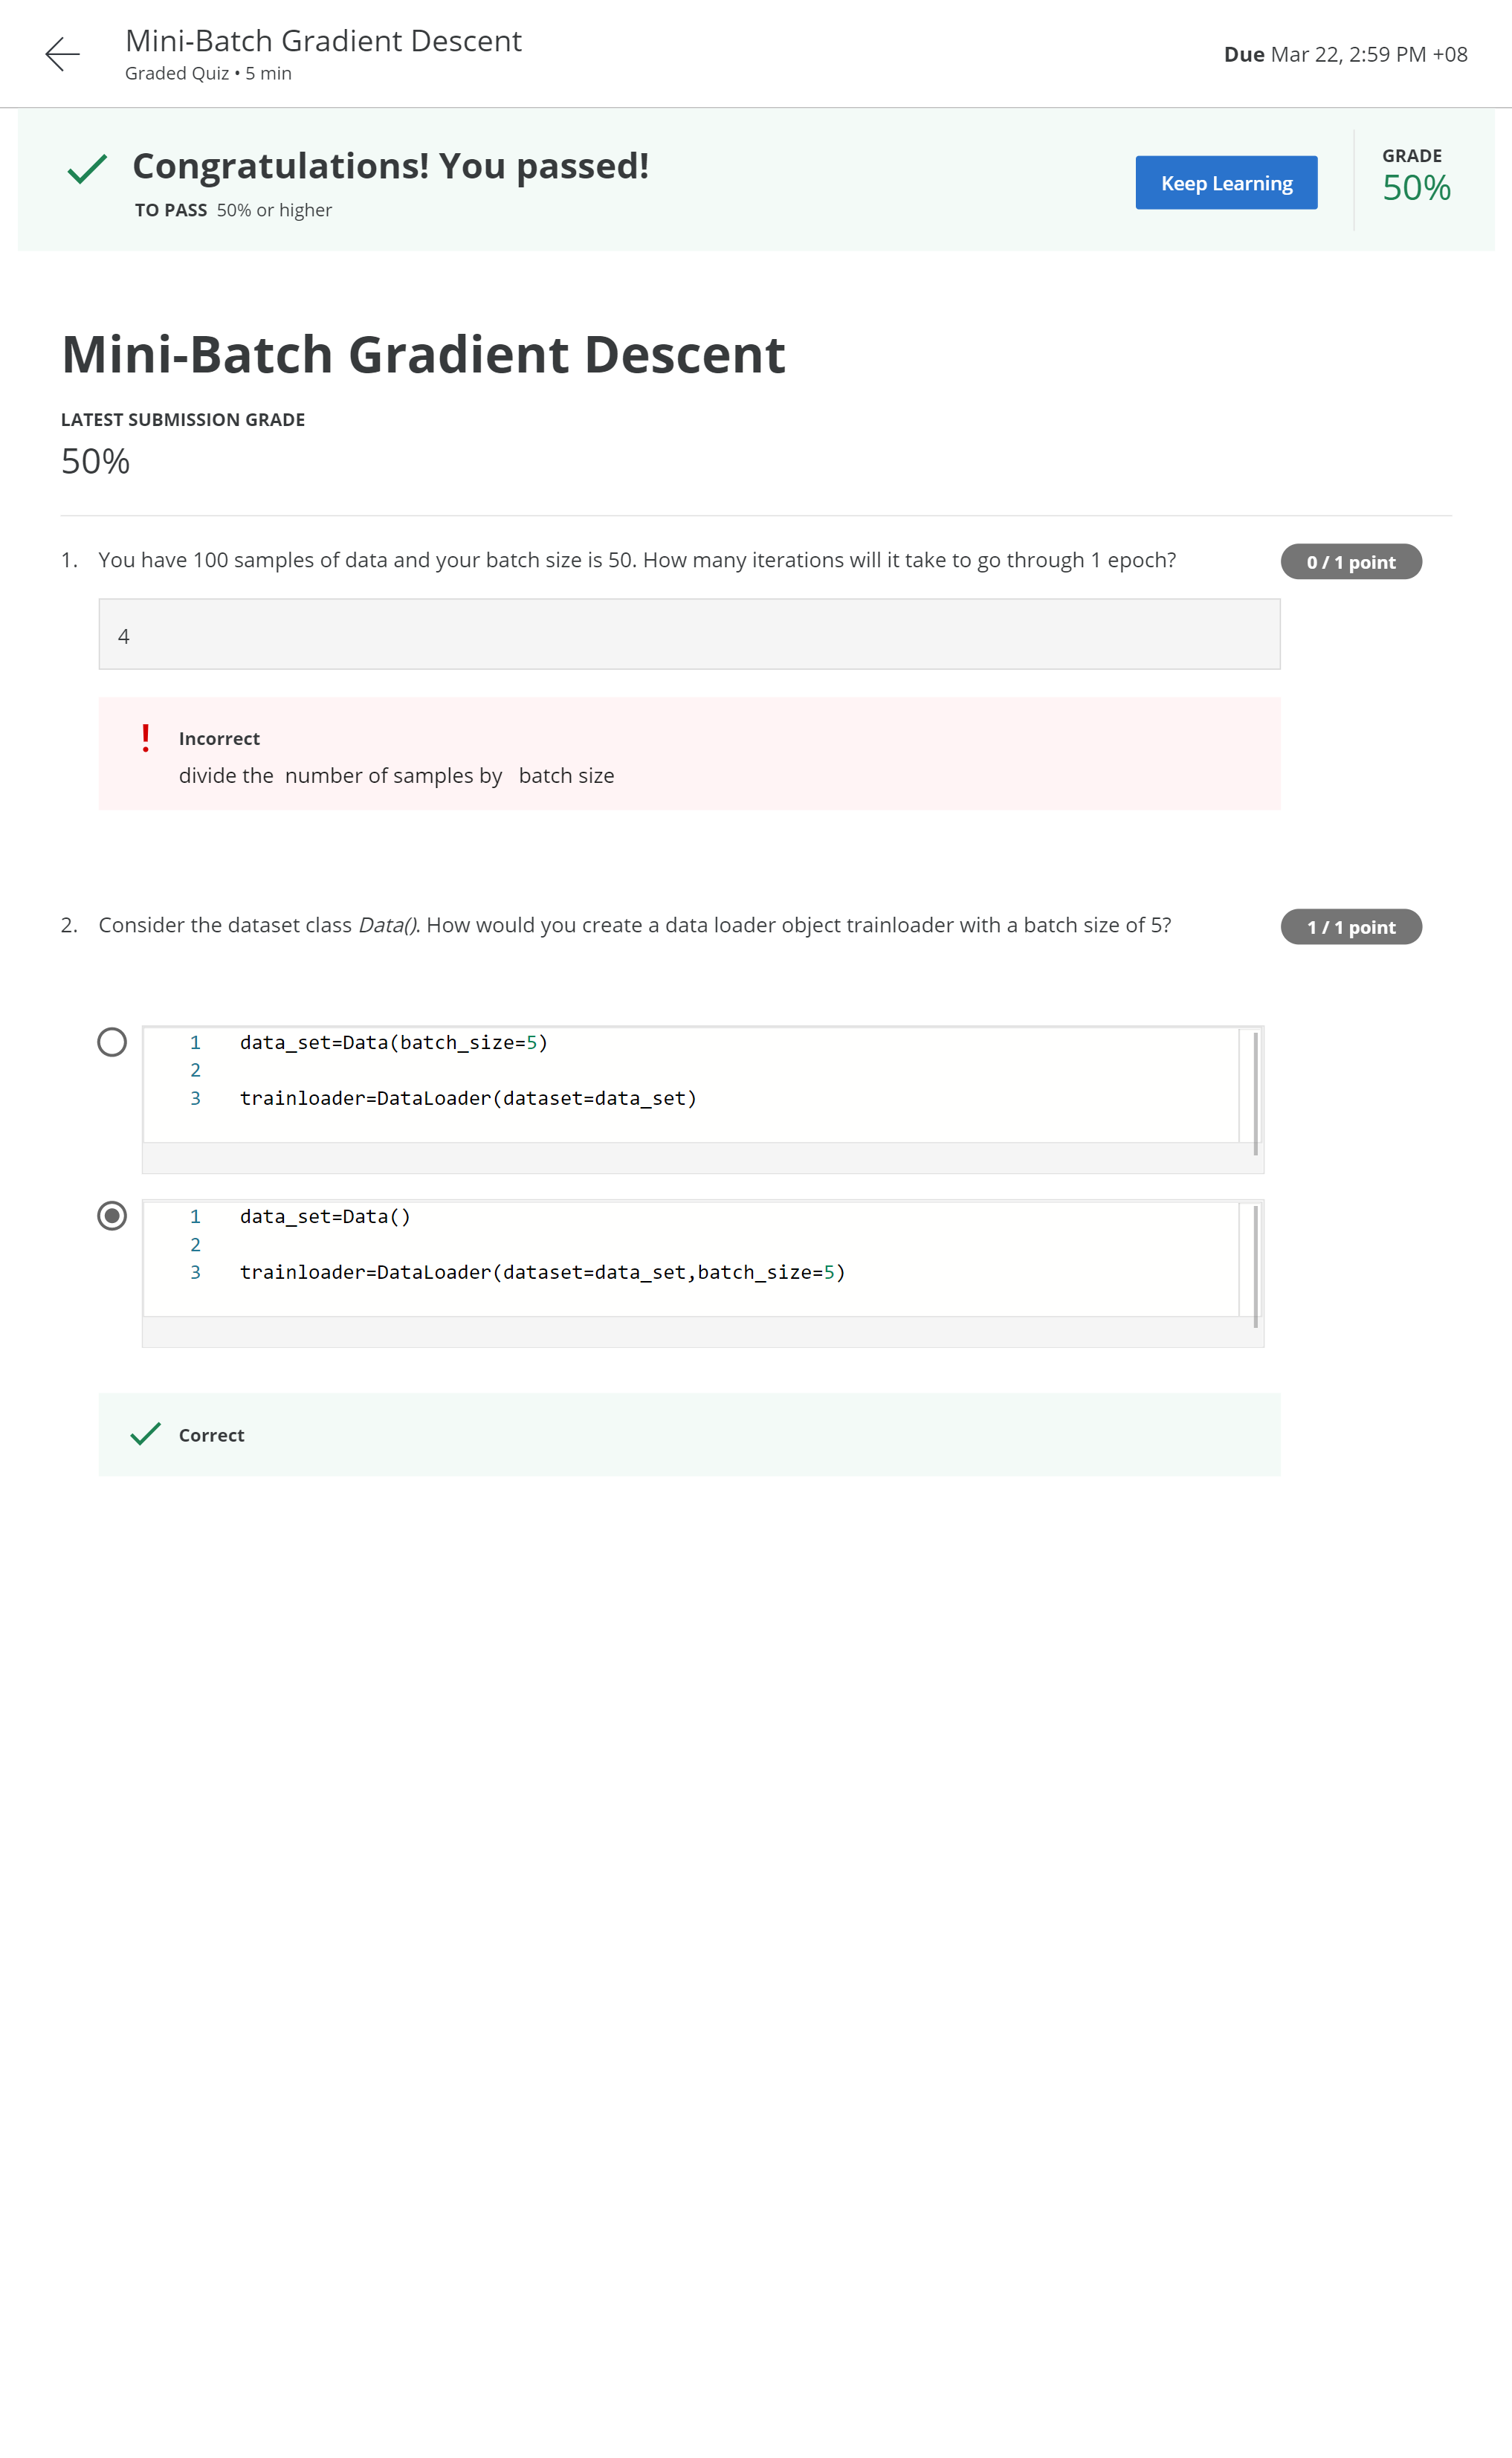 Mini-Batch Gradient Descent
Graded Quiz • 5 min
Due Mar 22, 2:59 PM +08
Congratulations! You passed!
TO PASS 50% or higher
Keep Learning
GRADE
50%
Mini-Batch Gradient Descent
LATEST SUBMISSION GRADE
50%
1. You have 100 samples of data and your batch size is 50. How many iterations will it take to go through 1 epoch?
0 / 1 point
4
! Incorrect
divide the number of samples by batch size
2. Consider the dataset class Data(). How would you create a data loader object trainloader with a batch size of 5?
1 / 1 point
1 data_set=Data(batch_size=5)
2
3 trainloader=DataLoader(dataset=data_set)
1 data_set=Data()
2
3 trainloader=DataLoader(dataset=data_set,batch_size=5)
Correct